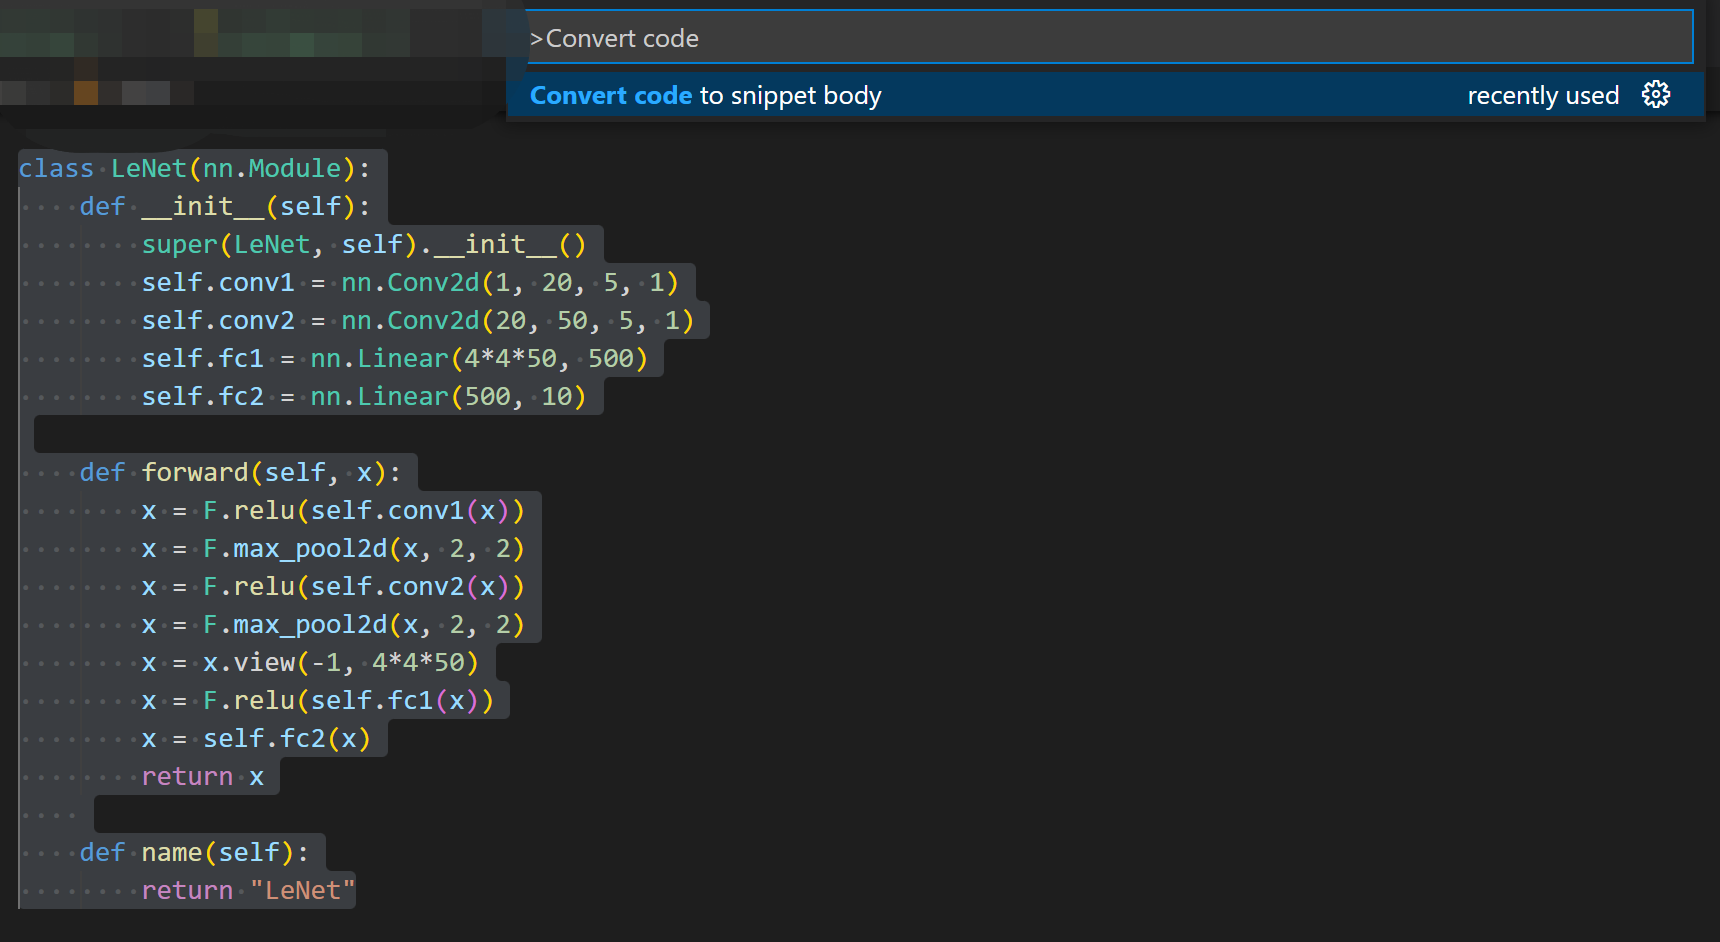 >Convert code
Convert code to snippet body recently used
class LeNet(nn.Module):
    def __init__(self):
        super(LeNet, self).__init__()
        self.conv1 = nn.Conv2d(1, 20, 5, 1)
        self.conv2 = nn.Conv2d(20, 50, 5, 1)
        self.fc1 = nn.Linear(4*4*50, 500)
        self.fc2 = nn.Linear(500, 10)
    def forward(self, x):
        x = F.relu(self.conv1(x))
        x = F.max_pool2d(x, 2, 2)
        x = F.relu(self.conv2(x))
        x = F.max_pool2d(x, 2, 2)
        x = x.view(-1, 4*4*50)
        x = F.relu(self.fc1(x))
        x = self.fc2(x)
        return x
    def name(self):
        return "LeNet"